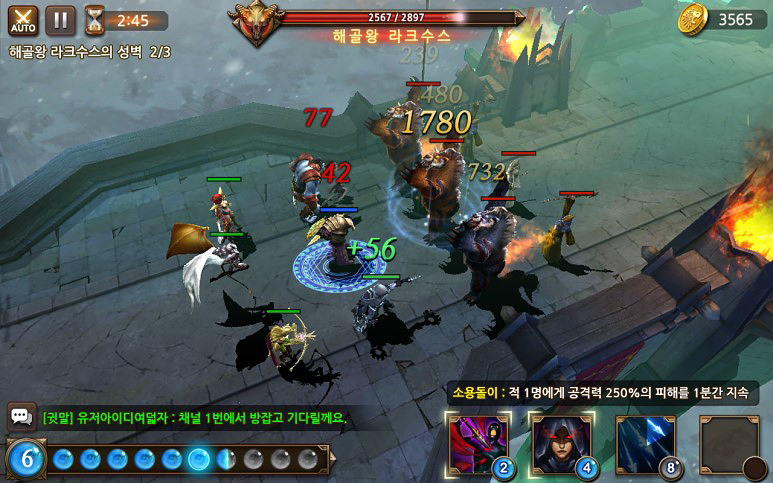 AUTO
2:45
2567 / 2897
3565
해골왕 라크수스
해골왕 라크수스의 성벽 2/3
239
480
77
1780
42
732
+56
소용돌이 : 적 1명에게 공격력 250%의 피해를 1분간 지속
[귓말] 유저아이디여덟자 : 채널 1번에서 방잡고 기다릴께요.
6
2
4
8